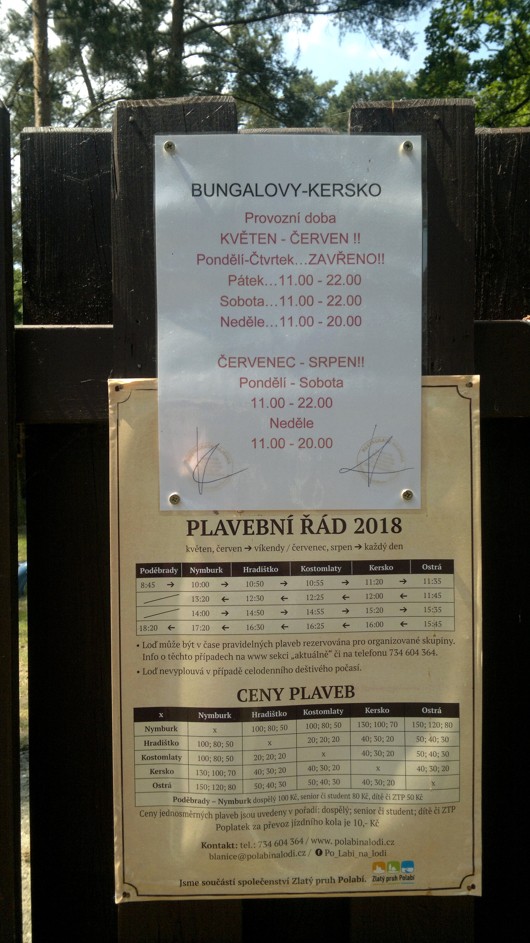 BUNGALOVY-KERSKO
Provozní doba
KVĚTEN - ČERVEN !!
Pondělí-Čtvrtek...ZAVŘENO!!
Pátek...11.00 - 22.00
Sobota...11.00 - 22.00
Neděle...11.00 - 20.00
ČERVENEC - SRPEN!!
Pondělí - Sobota
11.00 - 22.00
Neděle
11.00 - 20.00
PLAVEBNÍ ŘÁD 2018
květen, červen → víkendy / červenec, srpen → každý den
Poděbrady Nymburk Hradištko Kostomlaty Kersko Ostrá
8:45 → 10:00 → 10:50 → 10:55 → 11:20 → 11:35
13:20 ← 12:30 ← 12:25 ← 12:00 ← 11:45
14:00 → 14:50 → 14:55 → 15:20 → 15:35
18:20 ← 17:20 ← 16:30 ← 16:25 ← 16:00 ← 15:45
• Loď může být v čase pravidelných plaveb rezervována pro organizované skupiny.
Info o těchto případech na www sekci „aktuálně" či na telefonu 734 604 364.
• Loď nevyplouvá v případě celodenního deštivého počasí.
CENY PLAVEB
x Nymburk Hradištko Kostomlaty Kersko Ostrá
Nymburk x 100; 80; 50 100; 80; 50 130; 100; 70 150; 120; 80
Hradištko 100; 80; 50 x 20; 20; 20 40; 30; 20 50; 40; 30
Kostomlaty 100; 80; 50 20; 20; 20 x 40; 30; 20 50; 40; 30
Kersko 130; 100; 70 40; 30; 20 40; 30; 20 x 40; 30; 20
Ostrá 150; 120; 80 50; 40; 30 50; 40; 30 40; 30; 20 x
Poděbrady – Nymburk dospělý 100 Kč, senior či student 80 Kč, dítě či ZTP 50 Kč
Ceny jednosměrných plaveb jsou uvedeny v pořadí: dospělý; senior či student; dítě či ZTP
Poplatek za převoz jízdního kola je 10,- Kč
Kontakt: tel.: 734 604 364 / www. polabinalodi.cz /
blanice@polabinalodi.cz / f Po_Labi_na_lodi
Jsme součástí společenství Zlatý pruh Polabí.
Zlatý pruh Polabí